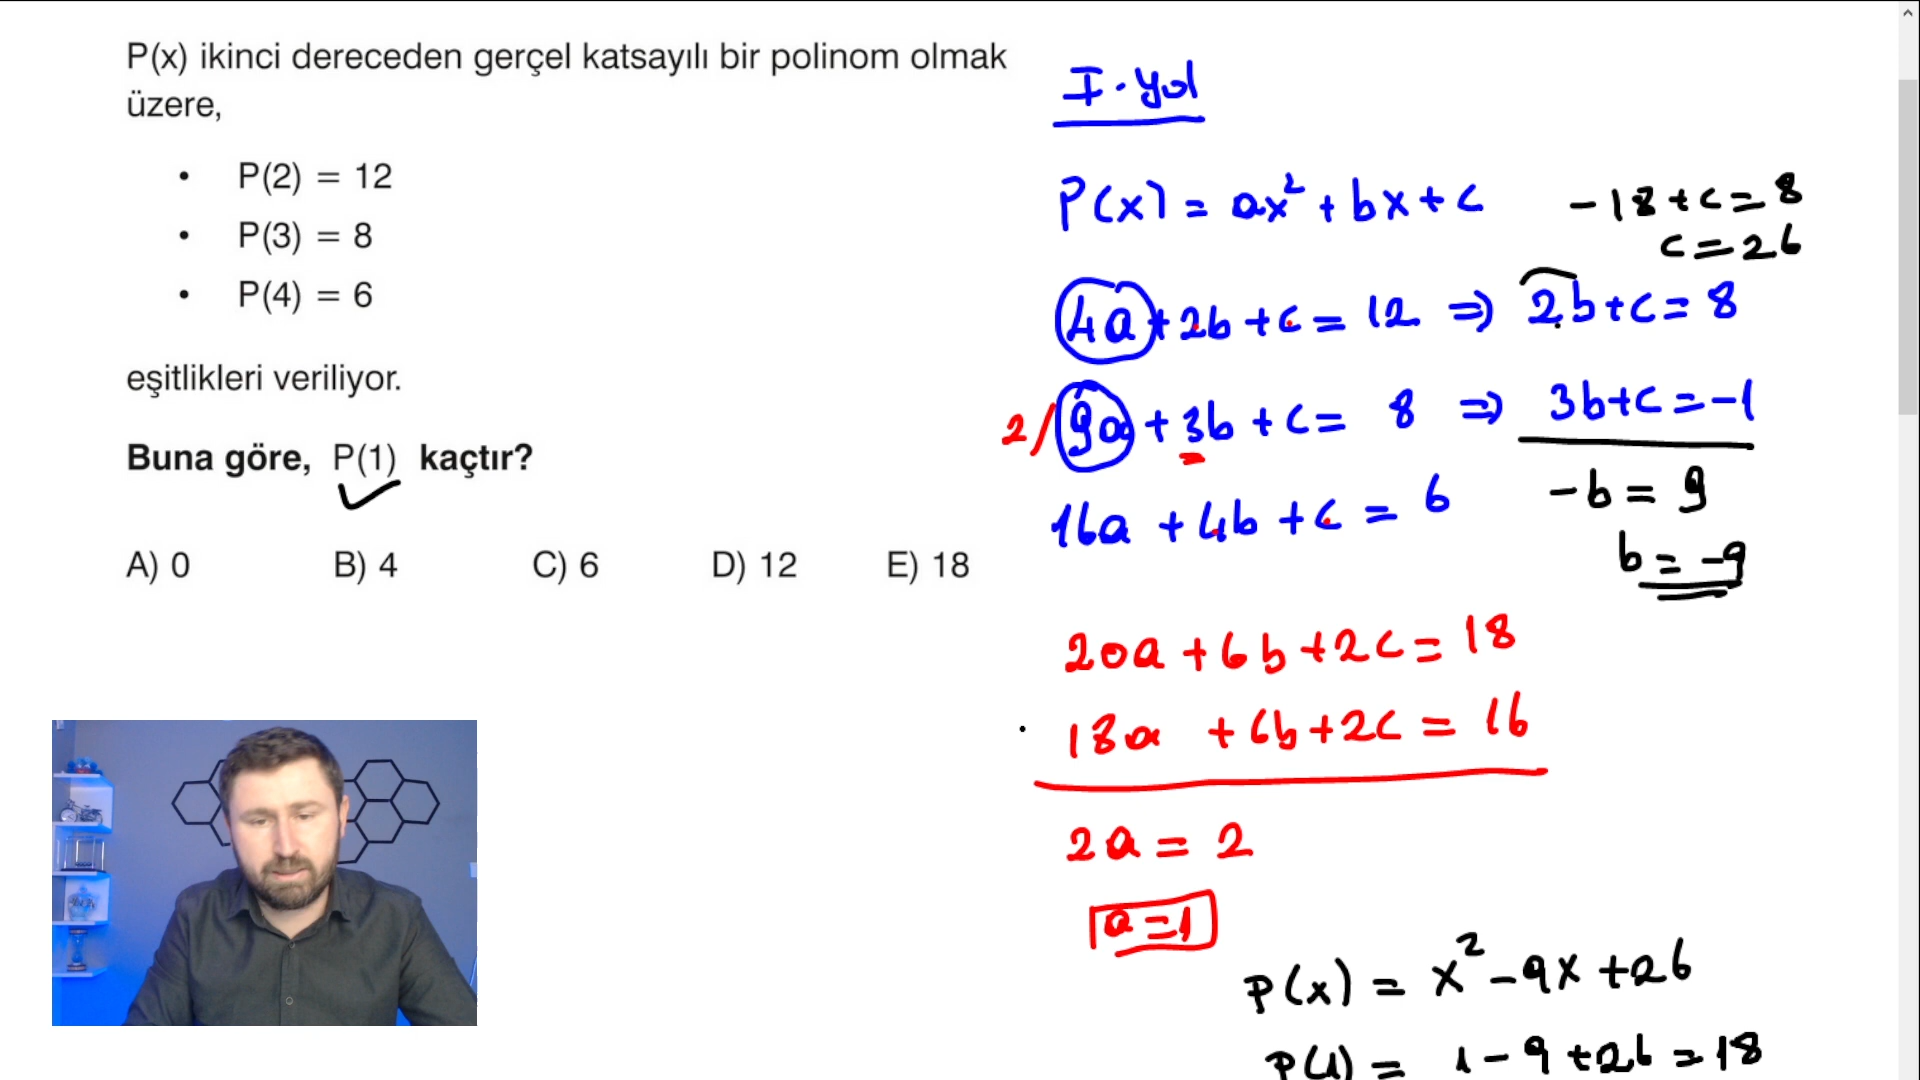 P(x) ikinci dereceden gerçel katsayılı bir polinom olmak
üzere,
• P(2) = 12
• P(3) = 8
• P(4) = 6
eşitlikleri veriliyor.
Buna göre, P(1) kaçtır?
A) 0 B) 4 C) 6 D) 12 E) 18
I. yol
P(x) = ax² + bx + c
-18 + c = 8
c = 26
4a + 2b + c = 12 ⇒ 2b + c = 8
2/ 9a + 3b + c = 8 ⇒ 3b + c = -1
16a + 4b + c = 6
-b = 9
b = -9
20a + 6b + 2c = 18
18a + 6b + 2c = 16
2a = 2
a = 1
P(x) = x² - 9x + 26
P(1) = 1 - 9 + 26 = 18